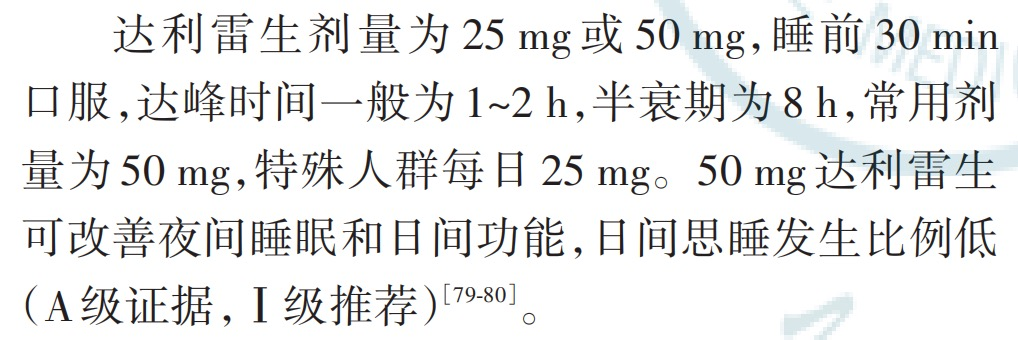 达利雷生剂量为 25 mg 或 50 mg，睡前 30 min
口服，达峰时间一般为 1~2 h，半衰期为 8 h，常用剂
量为 50 mg，特殊人群每日 25 mg。50 mg 达利雷生
可改善夜间睡眠和日间功能，日间思睡发生比例低
（A 级证据，Ⅰ级推荐）[79-80]。